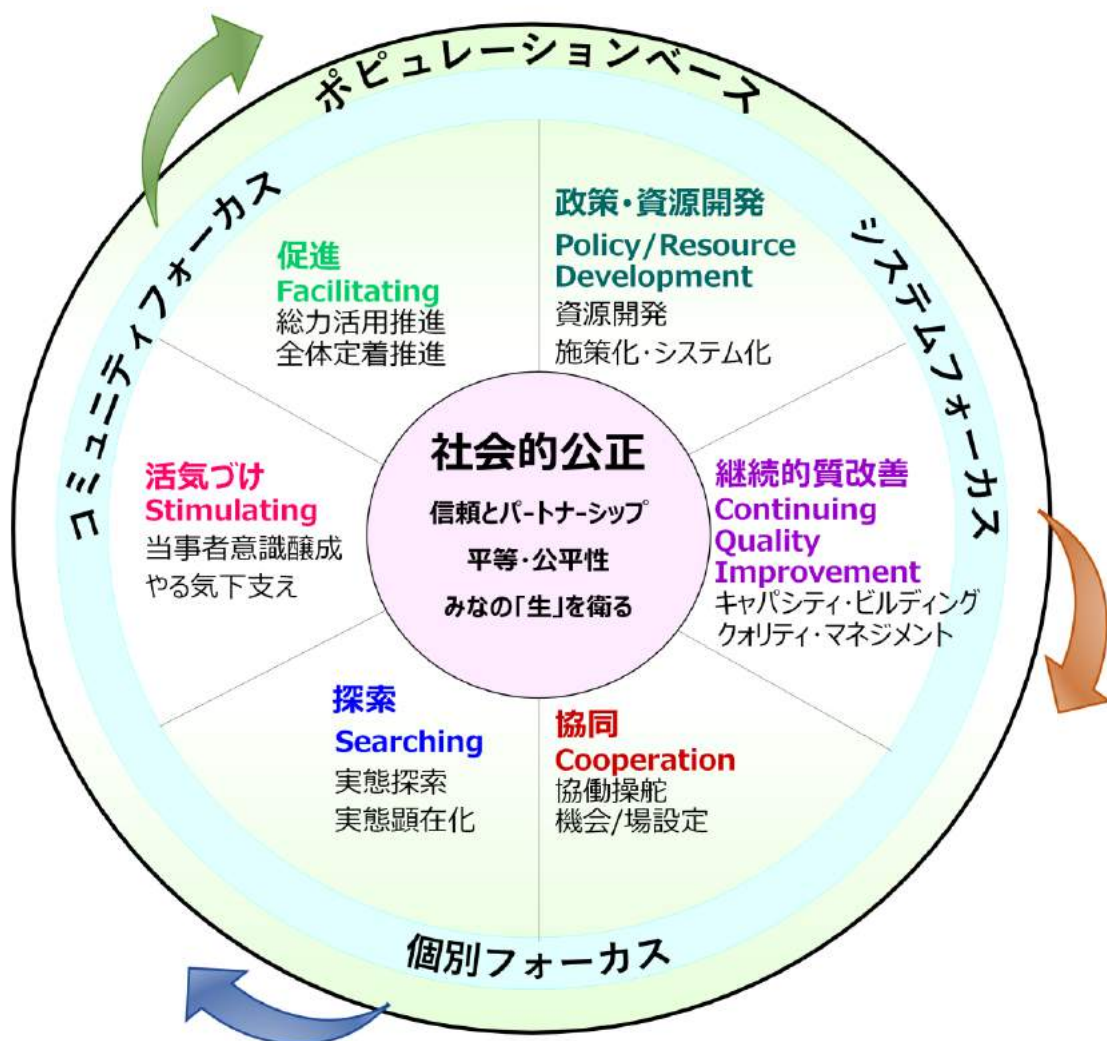 ポピュレーションベース
コミュニティフォーカス
システムフォーカス
促進
Facilitating
総力活用推進
全体定着推進
政策・資源開発
Policy/Resource
Development
資源開発
施策化・システム化
活気づけ
Stimulating
当事者意識醸成
やる気下支え
社会的公正
信頼とパートナーシップ
平等・公平性
みなの「生」を衛る
継続的質改善
Continuing
Quality
Improvement
キャパシティ・ビルディング
クォリティ・マネジメント
探索
Searching
実態探索
実態顕在化
協同
Cooperation
協働操舵
機会/場設定
個別フォーカス